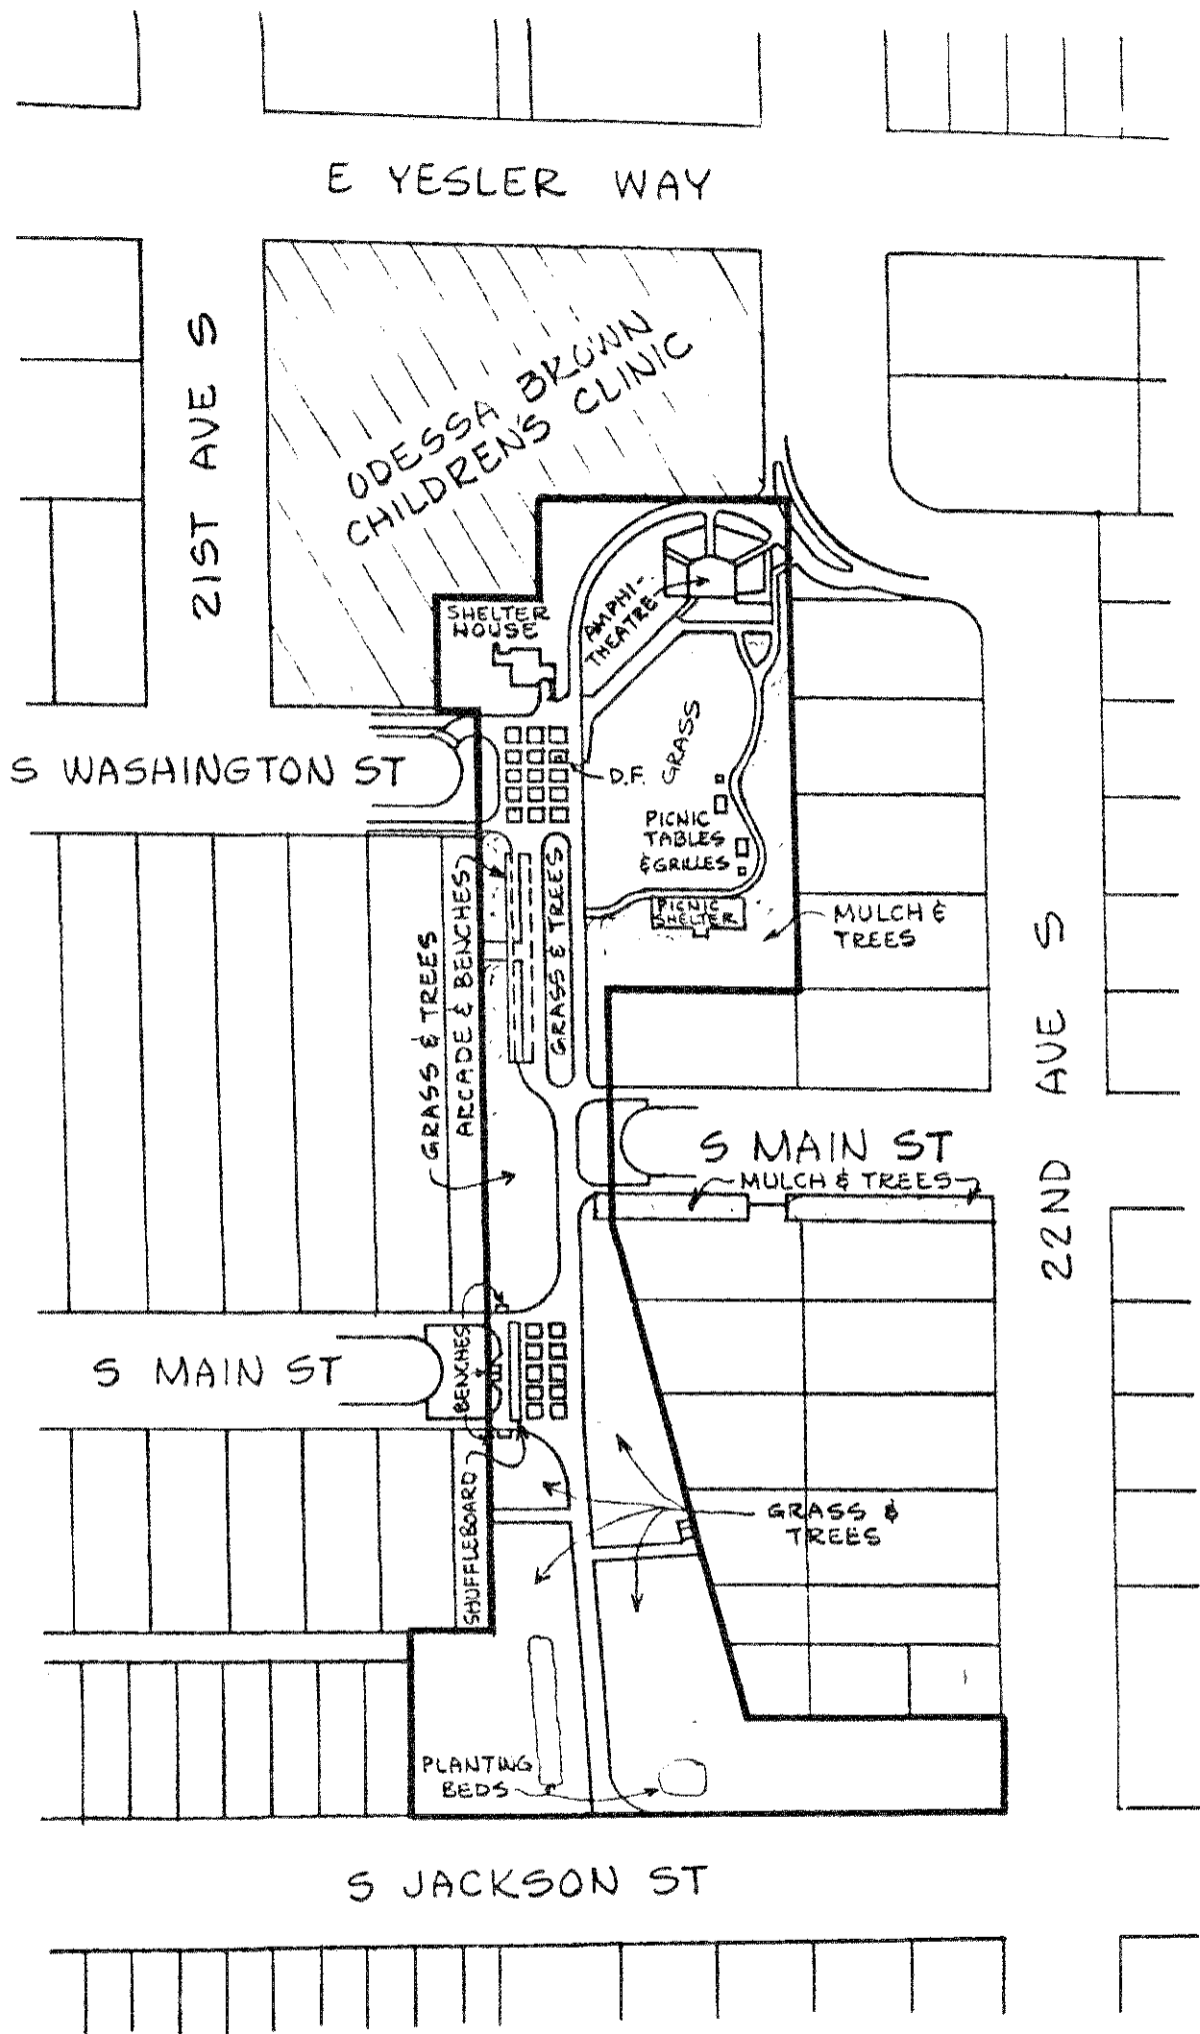 E YESLER WAY
21ST AVE S
ODESSA BROWN
CHILDREN'S CLINIC
SHELTER
HOUSE
AMPHI-
THEATRE
S WASHINGTON ST
D.F.
GRASS
PICNIC
TABLES
& GRILLES
PICNIC
SHELTER
MULCH &
TREES
GRASS & TREES
ARCADE & BENCHES
GRASS & TREES
22ND AVE S
S MAIN ST
MULCH & TREES
S MAIN ST
BENCHES
SHUFFLEBOARD
GRASS &
TREES
PLANTING
BEDS
S JACKSON ST